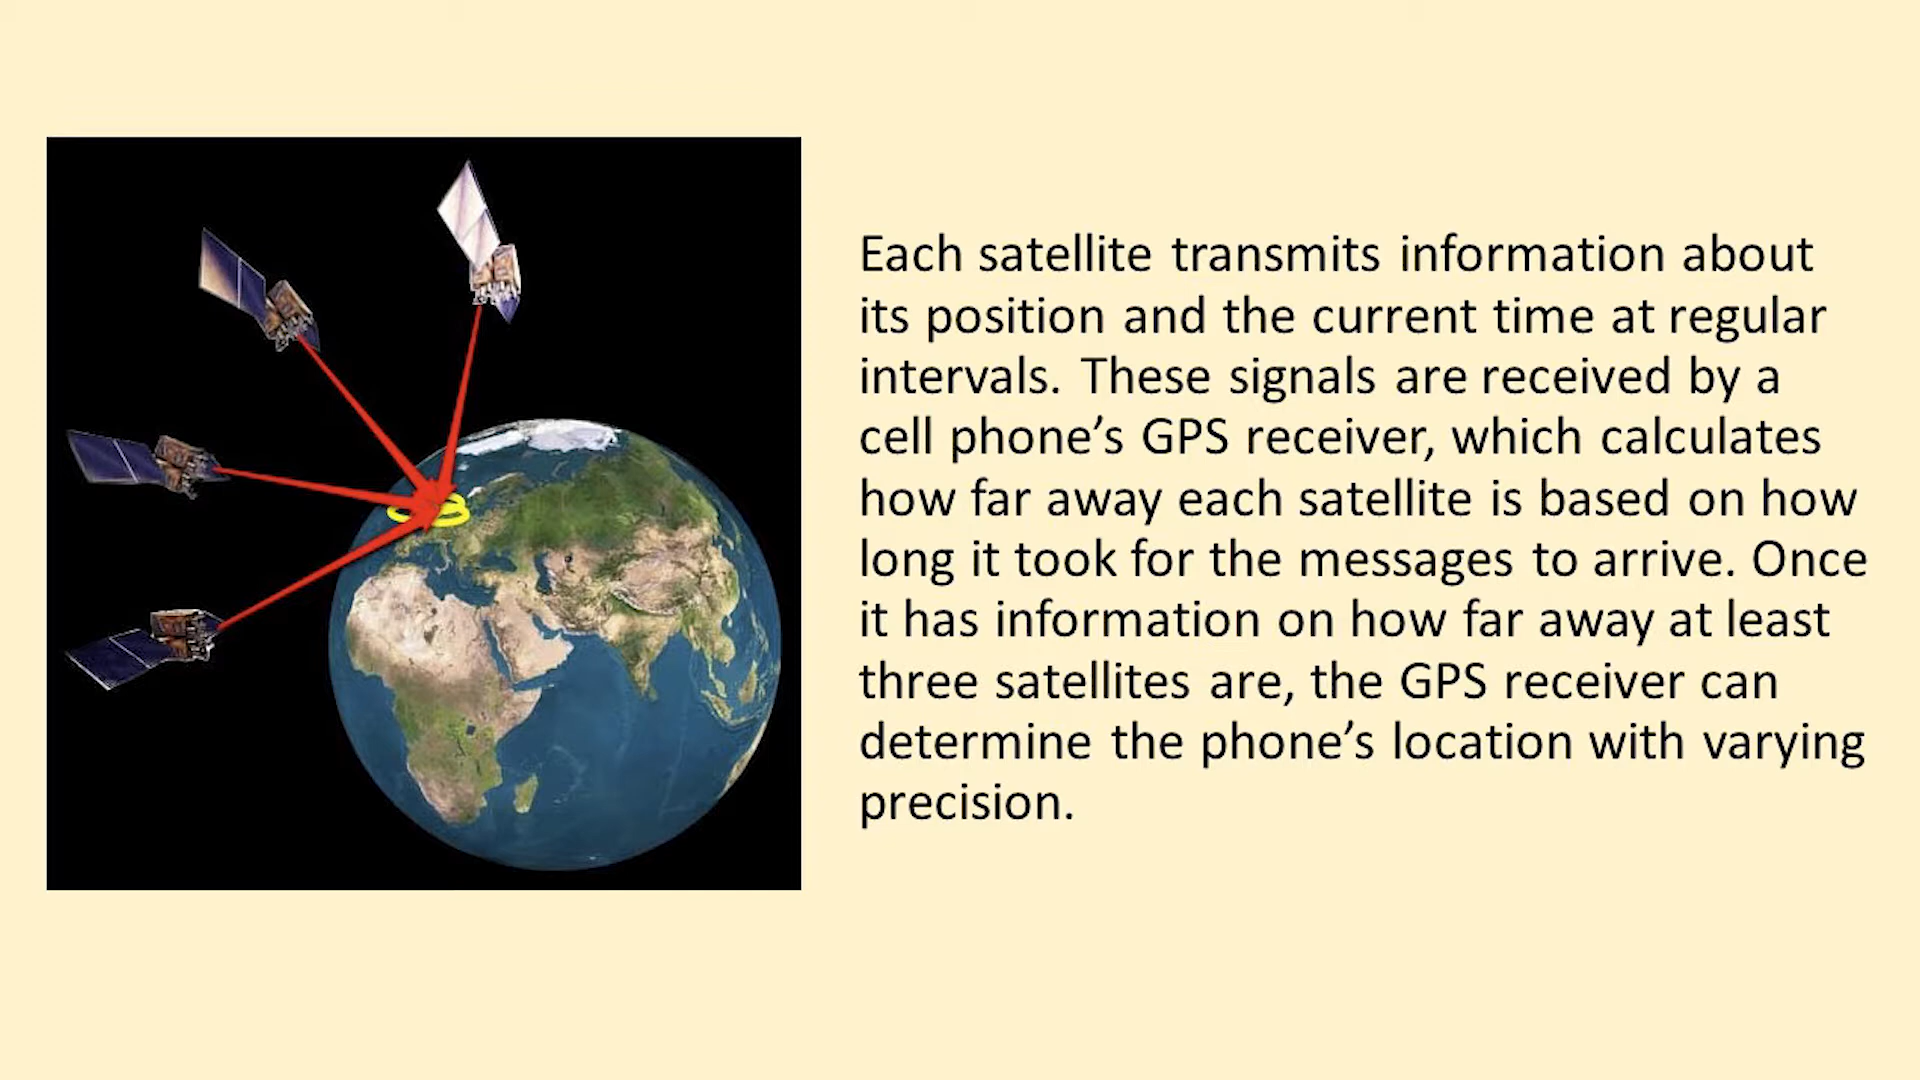 Each satellite transmits information about
its position and the current time at regular
intervals. These signals are received by a
cell phone’s GPS receiver, which calculates
how far away each satellite is based on how
long it took for the messages to arrive. Once
it has information on how far away at least
three satellites are, the GPS receiver can
determine the phone’s location with varying
precision.